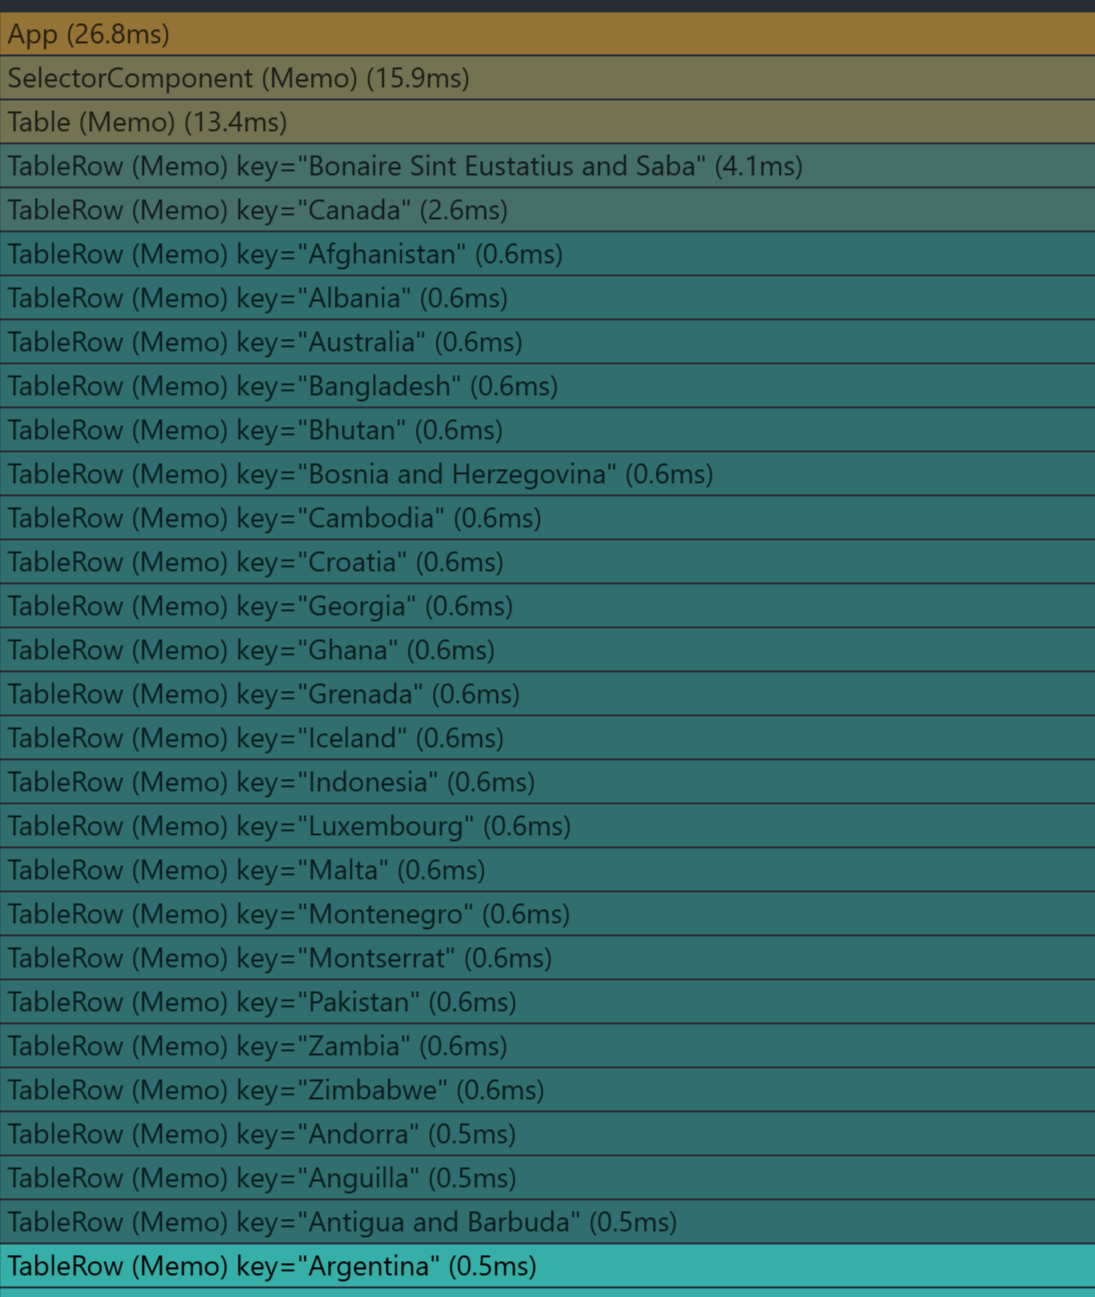 App (26.8ms)
SelectorComponent (Memo) (15.9ms)
Table (Memo) (13.4ms)
TableRow (Memo) key="Bonaire Sint Eustatius and Saba" (4.1ms)
TableRow (Memo) key="Canada" (2.6ms)
TableRow (Memo) key="Afghanistan" (0.6ms)
TableRow (Memo) key="Albania" (0.6ms)
TableRow (Memo) key="Australia" (0.6ms)
TableRow (Memo) key="Bangladesh" (0.6ms)
TableRow (Memo) key="Bhutan" (0.6ms)
TableRow (Memo) key="Bosnia and Herzegovina" (0.6ms)
TableRow (Memo) key="Cambodia" (0.6ms)
TableRow (Memo) key="Croatia" (0.6ms)
TableRow (Memo) key="Georgia" (0.6ms)
TableRow (Memo) key="Ghana" (0.6ms)
TableRow (Memo) key="Grenada" (0.6ms)
TableRow (Memo) key="Iceland" (0.6ms)
TableRow (Memo) key="Indonesia" (0.6ms)
TableRow (Memo) key="Luxembourg" (0.6ms)
TableRow (Memo) key="Malta" (0.6ms)
TableRow (Memo) key="Montenegro" (0.6ms)
TableRow (Memo) key="Montserrat" (0.6ms)
TableRow (Memo) key="Pakistan" (0.6ms)
TableRow (Memo) key="Zambia" (0.6ms)
TableRow (Memo) key="Zimbabwe" (0.6ms)
TableRow (Memo) key="Andorra" (0.5ms)
TableRow (Memo) key="Anguilla" (0.5ms)
TableRow (Memo) key="Antigua and Barbuda" (0.5ms)
TableRow (Memo) key="Argentina" (0.5ms)